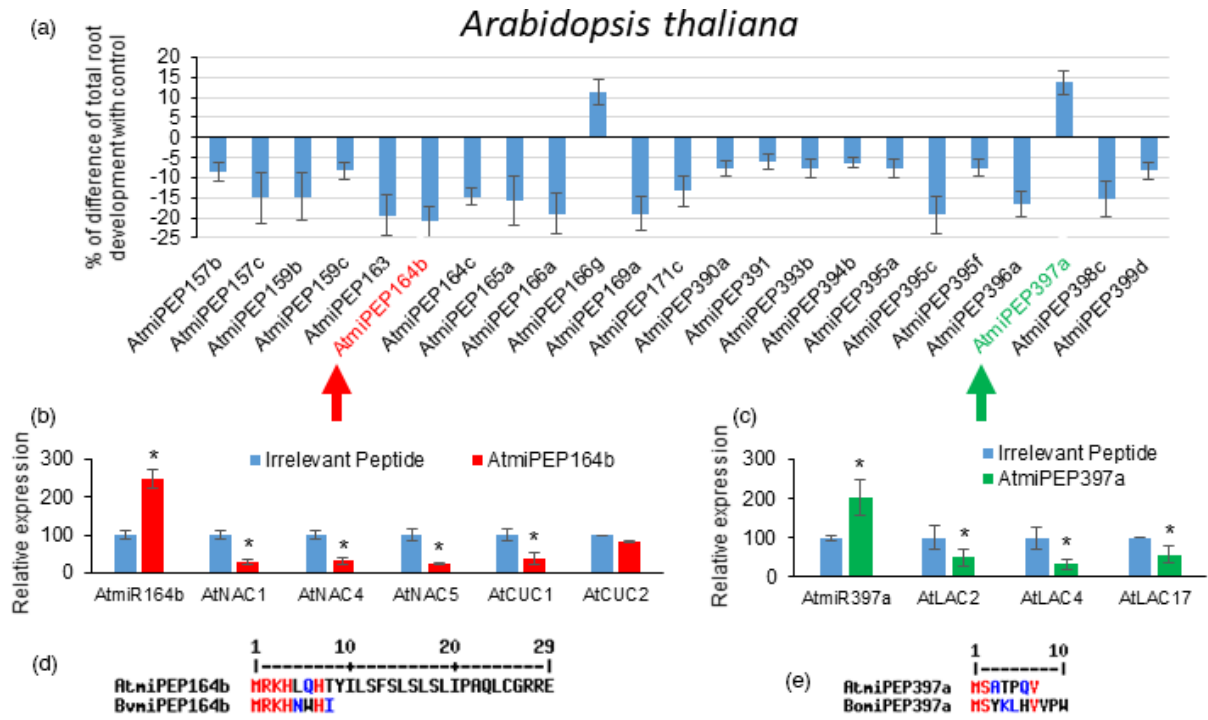 (a)
Arabidopsis thaliana
% of difference of total root
development with control
20
15
10
5
0
-5
-10
-15
-20
-25
AtmiPEP157b
AtmiPEP157c
AtmiPEP159b
AtmiPEP159c
AtmiPEP163
AtmiPEP164b
AtmiPEP164c
AtmiPEP165a
AtmiPEP166a
AtmiPEP166g
AtmiPEP169a
AtmiPEP171c
AtmiPEP390a
AtmiPEP391
AtmiPEP393b
AtmiPEP394b
AtmiPEP395a
AtmiPEP395c
AtmiPEP395f
AtmiPEP396a
AtmiPEP397a
AtmiPEP398c
AtmiPEP399d
(b)
Relative expression
300
200
100
0
Irrelevant Peptide
AtmiPEP164b
* * * * *
AtmiR164b AtNAC1 AtNAC4 AtNAC5 AtCUC1 AtCUC2
(c)
Relative expression
300
200
100
0
Irrelevant Peptide
AtmiPEP397a
* * * *
AtmiR397a AtLAC2 AtLAC4 AtLAC17
(d)
1 10 20 29
|--------+---------+--------|
AtmiPEP164b MRKHLQHTYILSFSLSLSLIPAQLCGRRE
BvmiPEP164b MRKHNWHI
(e)
1 10
|--------|
AtmiPEP397a MSATPQV
BomiPEP397a MSYKLHVVPW